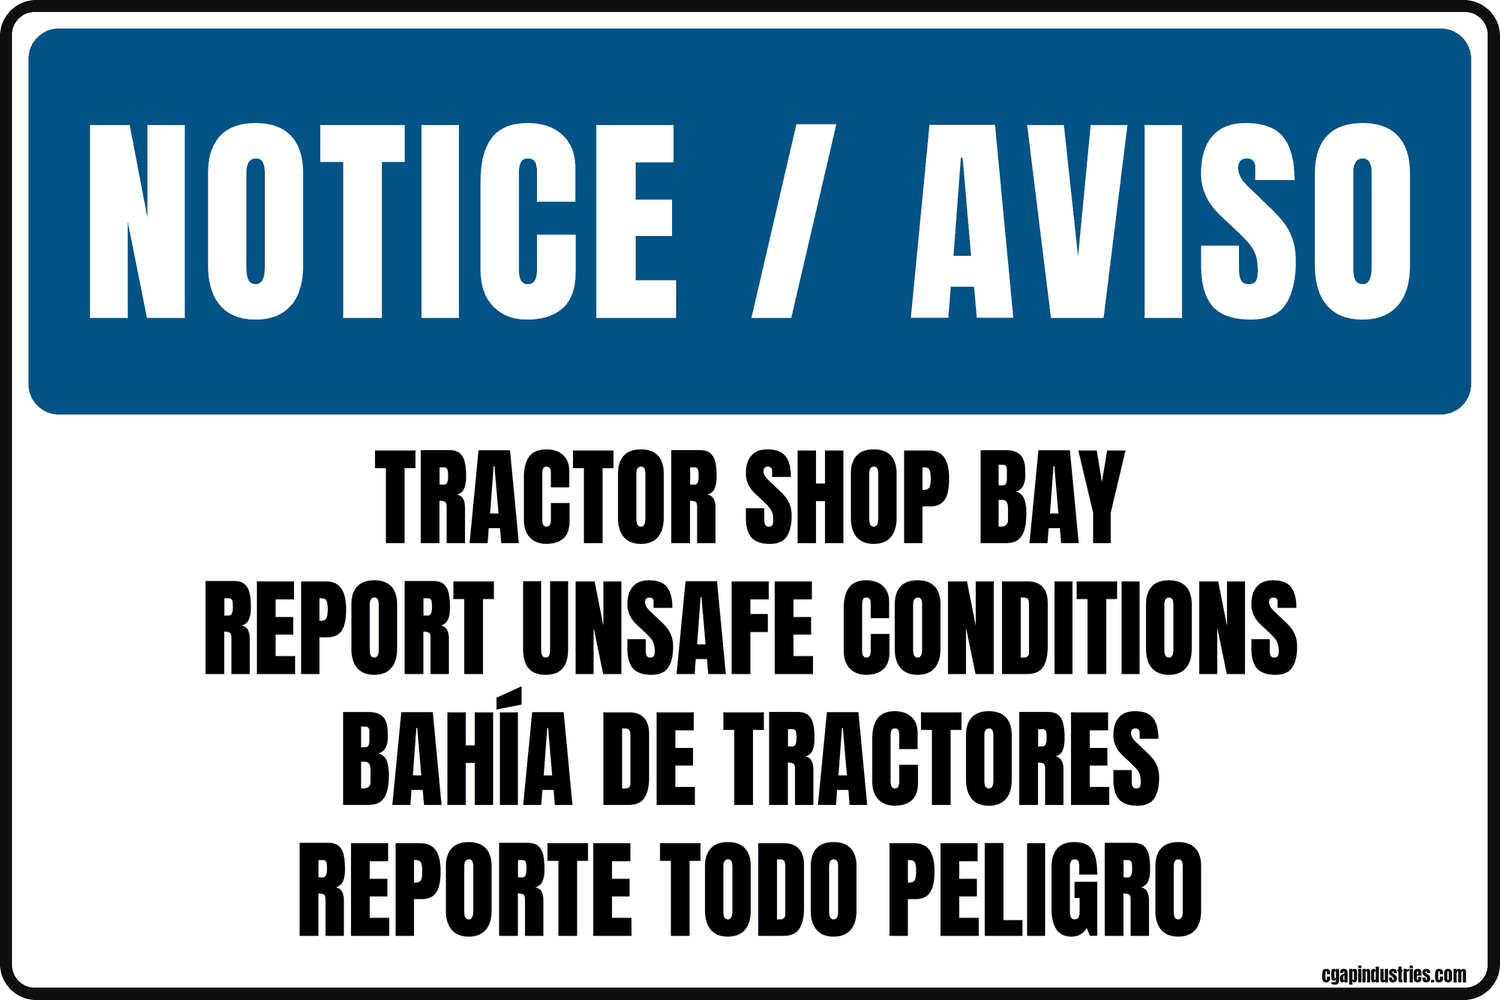 NOTICE / AVISO
TRACTOR SHOP BAY
REPORT UNSAFE CONDITIONS
BAHÍA DE TRACTORES
REPORTE TODO PELIGRO
cgapindustries.com